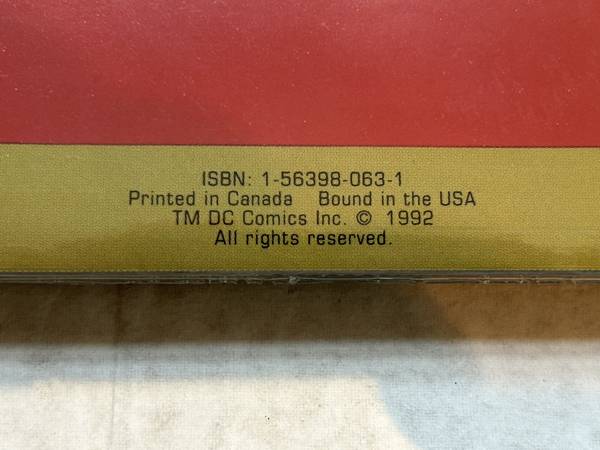 ISBN: 1-56398-063-1
Printed in Canada Bound in the USA
TM DC Comics Inc. © 1992
All rights reserved.